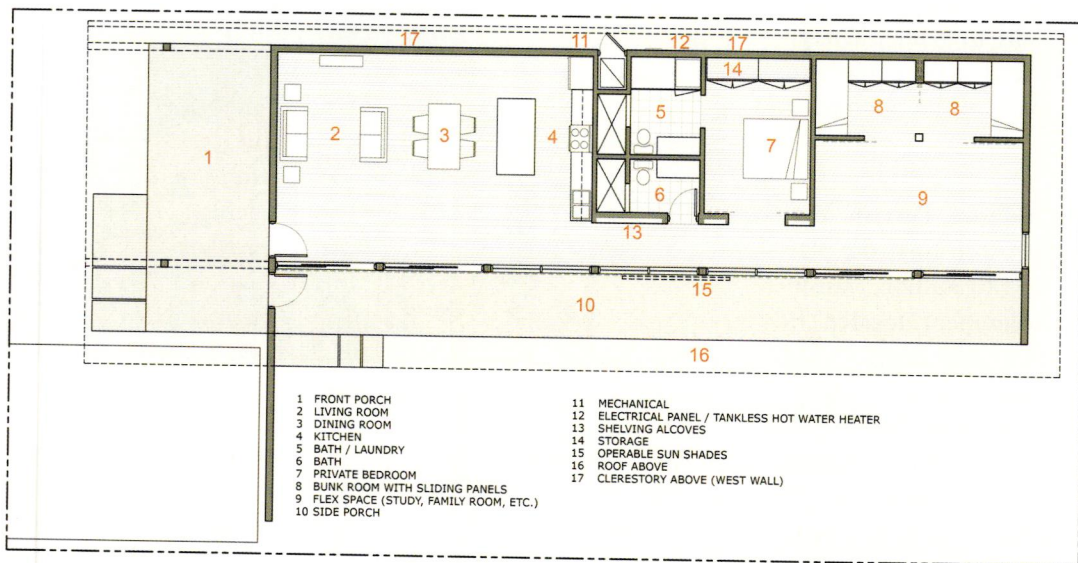 17
11
12
17
14
1
2
3
4
5
6
7
8
8
9
13
10
15
16
1 FRONT PORCH
2 LIVING ROOM
3 DINING ROOM
4 KITCHEN
5 BATH / LAUNDRY
6 BATH
7 PRIVATE BEDROOM
8 BUNK ROOM WITH SLIDING PANELS
9 FLEX SPACE (STUDY, FAMILY ROOM, ETC.)
10 SIDE PORCH
11 MECHANICAL
12 ELECTRICAL PANEL / TANKLESS HOT WATER HEATER
13 SHELVING ALCOVES
14 STORAGE
15 OPERABLE SUN SHADES
16 ROOF ABOVE
17 CLERESTORY ABOVE (WEST WALL)